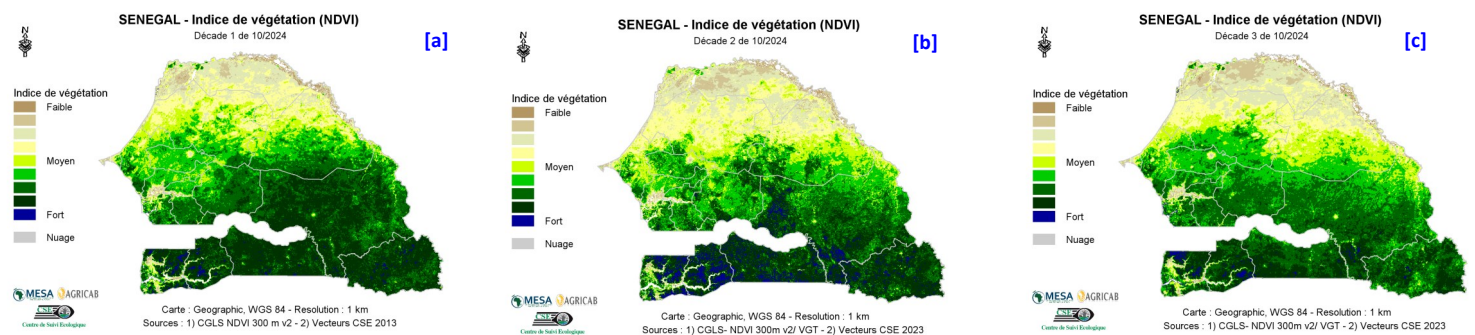 SENEGAL - Indice de végétation (NDVI)
Décade 1 de 10/2024
[a]
N
Indice de végétation
Faible
Moyen
Fort
Nuage
MESA AGRICAB
CSE
Centre de Suivi Ecologique
Carte : Geographic, WGS 84 - Resolution : 1 km
Sources : 1) CGLS NDVI 300 m v2 - 2) Vecteurs CSE 2013
SENEGAL - Indice de végétation (NDVI)
Décade 2 de 10/2024
[b]
N
Indice de végétation
Faible
Moyen
Fort
Nuage
MESA AGRICAB
CSE
Centre de Suivi Ecologique
Carte : Geographic, WGS 84 - Resolution : 1 km
Sources : 1) CGLS- NDVI 300m v2/ VGT - 2) Vecteurs CSE 2023
SENEGAL - Indice de végétation (NDVI)
Décade 3 de 10/2024
[c]
N
Indice de végétation
Faible
Moyen
Fort
Nuage
MESA AGRICAB
CSE
Centre de Suivi Ecologique
Carte : Geographic, WGS 84 - Resolution : 1 km
Sources : 1) CGLS- NDVI 300m v2/ VGT - 2) Vecteurs CSE 2023